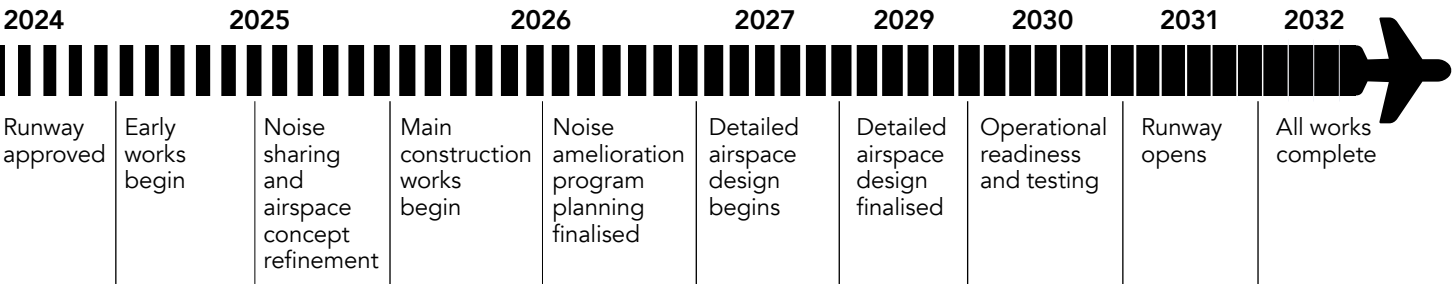 2024 2025 2026 2027 2029 2030 2031 2032
Runway
approved
Early
works
begin
Noise
sharing
and
airspace
concept
refinement
Main
construction
works
begin
Noise
amelioration
program
planning
finalised
Detailed
airspace
design
begins
Detailed
airspace
design
finalised
Operational
readiness
and testing
Runway
opens
All works
complete